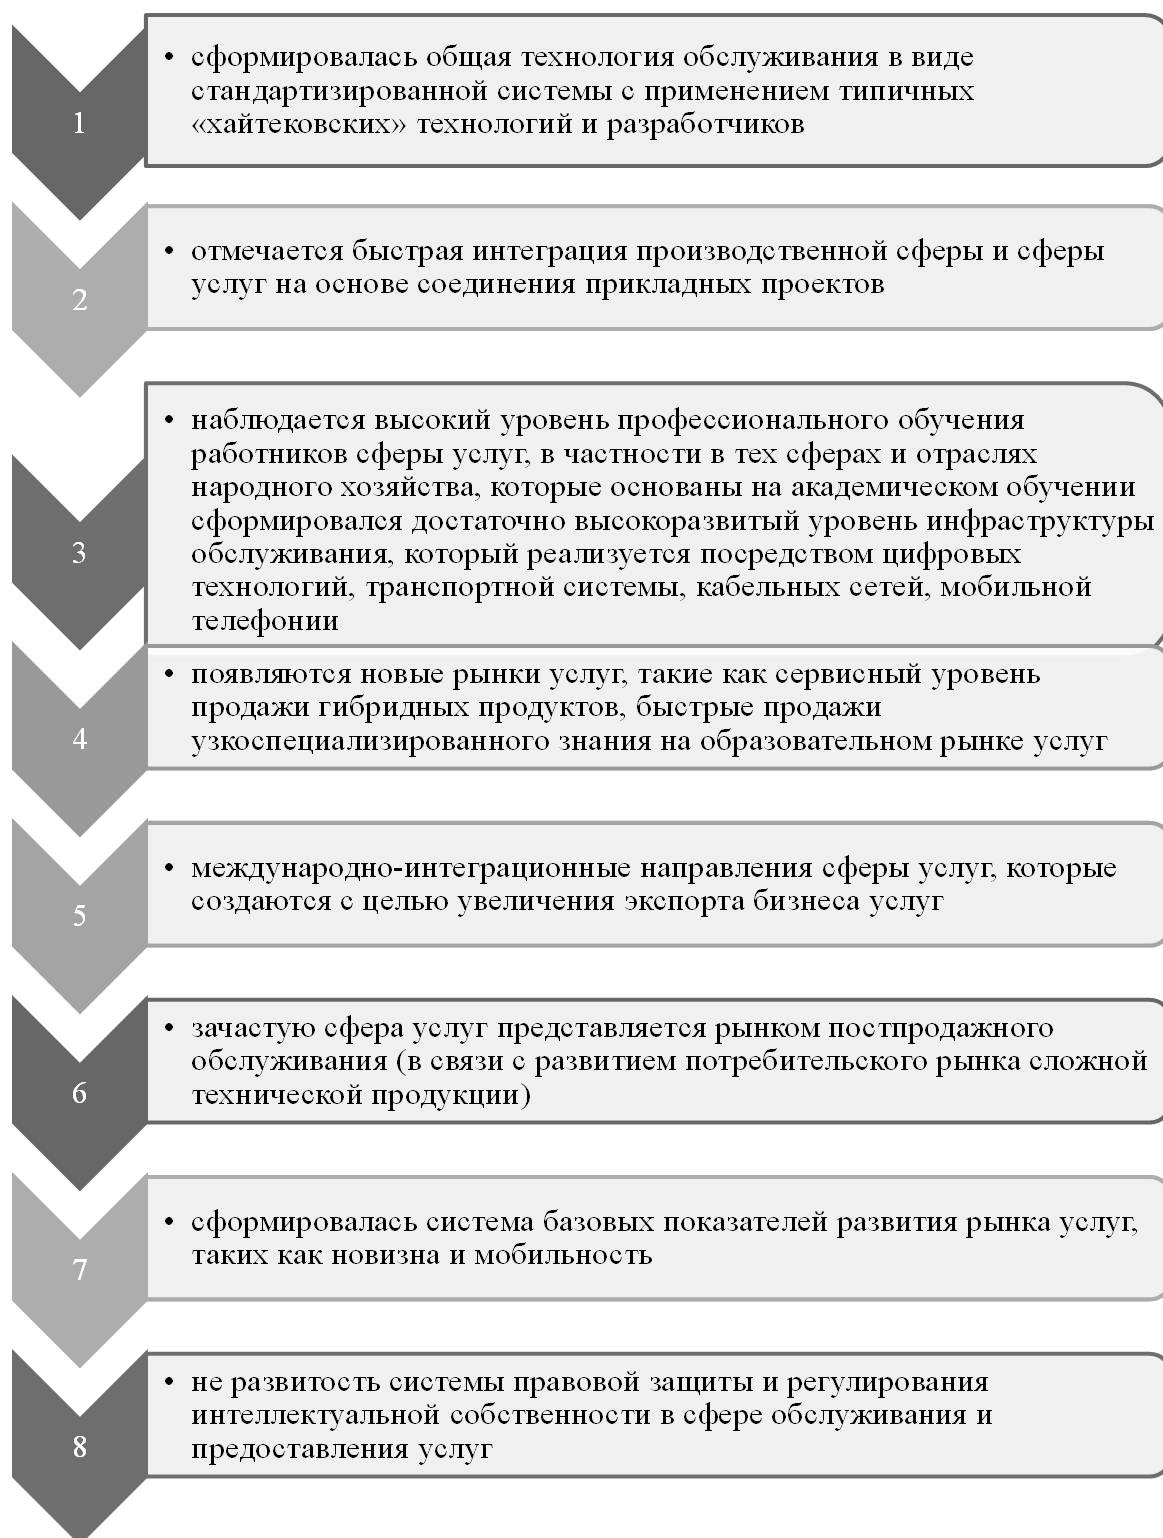 1
• сформировалась общая технология обслуживания в виде
стандартизированной системы с применением типичных
«хайтековских» технологий и разработчиков
2
• отмечается быстрая интеграция производственной сферы и сферы
услуг на основе соединения прикладных проектов
3
• наблюдается высокий уровень профессионального обучения
работников сферы услуг, в частности в тех сферах и отраслях
народного хозяйства, которые основаны на академическом обучении
сформировался достаточно высокоразвитый уровень инфраструктуры
обслуживания, который реализуется посредством цифровых
технологий, транспортной системы, кабельных сетей, мобильной
телефонии
4
• появляются новые рынки услуг, такие как сервисный уровень
продажи гибридных продуктов, быстрые продажи
узкоспециализированного знания на образовательном рынке услуг
5
• международно-интеграционные направления сферы услуг, которые
создаются с целью увеличения экспорта бизнеса услуг
6
• зачастую сфера услуг представляется рынком постпродажного
обслуживания (в связи с развитием потребительского рынка сложной
технической продукции)
7
• сформировалась система базовых показателей развития рынка услуг,
таких как новизна и мобильность
8
• не развитость системы правовой защиты и регулирования
интеллектуальной собственности в сфере обслуживания и
предоставления услуг